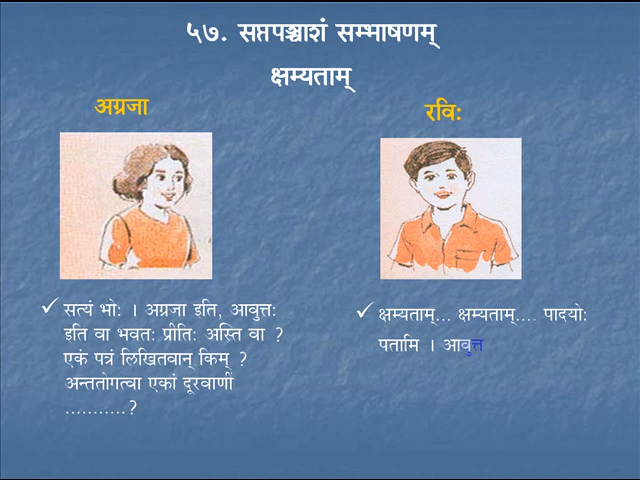 ५७. सप्तपञ्चाशं सम्भाषणम्
क्षम्यताम्
अग्रजा
रविः
सत्यं भोः । अग्रजा इति, आवुत्तः
इति वा भवतः प्रीतिः अस्ति वा ?
एकं पत्रं लिखितवान् किम् ?
अन्ततोगत्वा एकां दूरवाणीं
...........?
क्षम्यताम्... क्षम्यताम्.... पादयोः
पतामि । आवुत्त